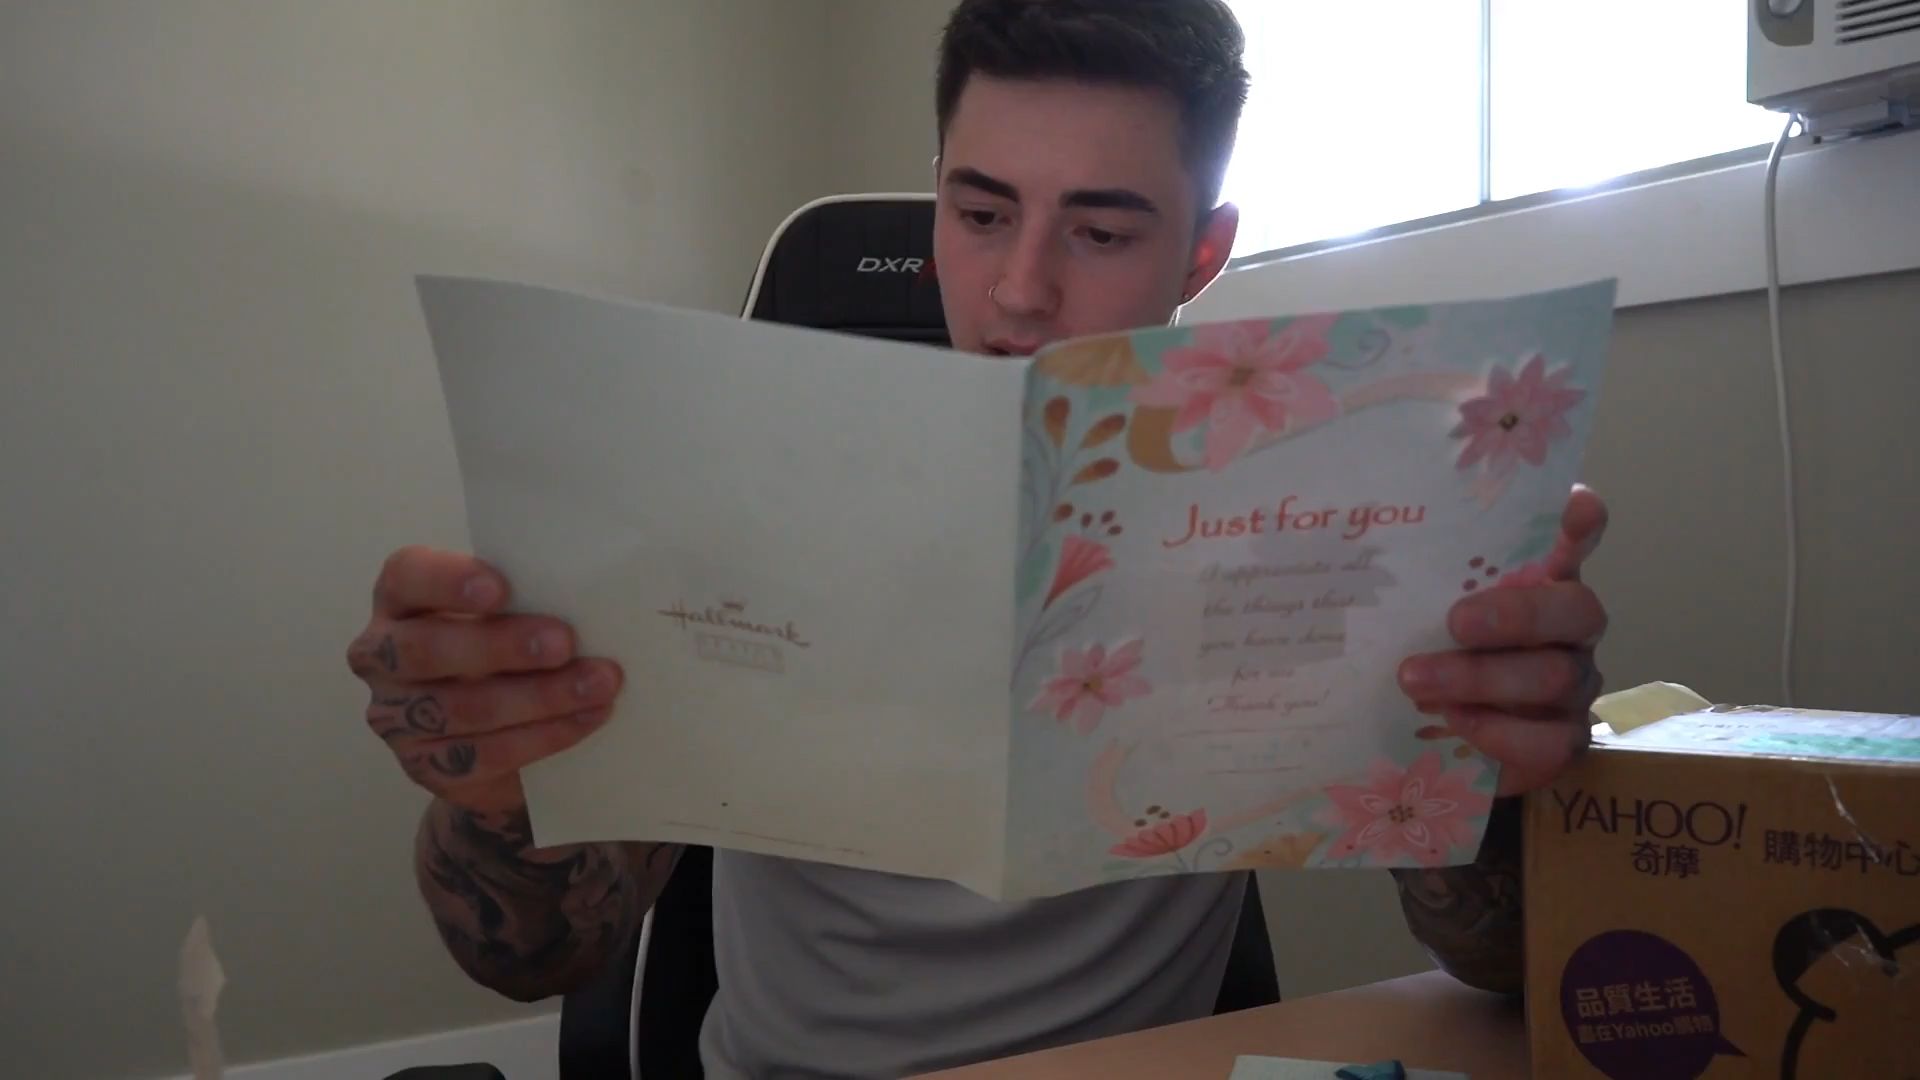 DXR
Hallmark
Just for you
I appreciate all
the things that
you have done
for me
Thank you!
YAHOO!
奇摩
購物中心
品質生活
盡在Yahoo購物